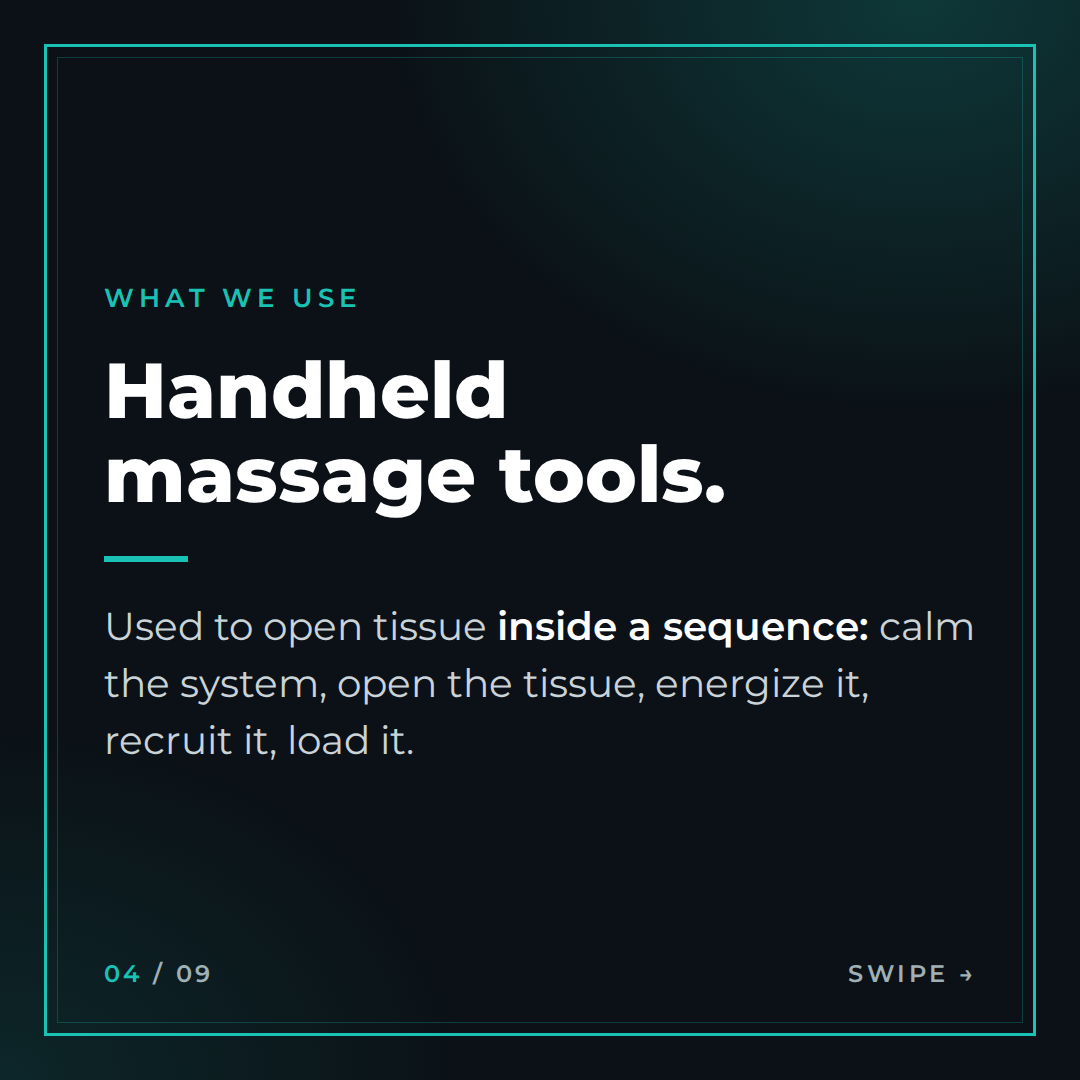 WHAT WE USE
Handheld
massage tools.
Used to open tissue inside a sequence: calm
the system, open the tissue, energize it,
recruit it, load it.
04 / 09
SWIPE →